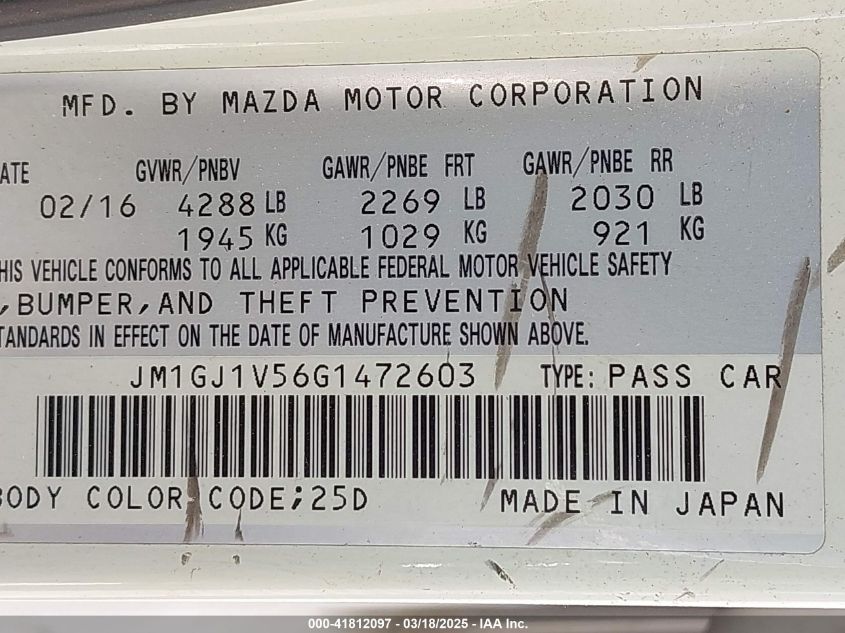 MFD. BY MAZDA MOTOR CORPORATION
ATE GVWR/PNBV GAWR/PNBE FRT GAWR/PNBE RR
02/16 4288 LB 2269 LB 2030 LB
1945 KG 1029 KG 921 KG
HIS VEHICLE CONFORMS TO ALL APPLICABLE FEDERAL MOTOR VEHICLE SAFETY
,BUMPER,AND THEFT PREVENTION
TANDARDS IN EFFECT ON THE DATE OF MANUFACTURE SHOWN ABOVE.
JM1GJ1V56G1472603 TYPE: PASS CAR
BODY COLOR CODE;25D MADE IN JAPAN
000-41812097 - 03/18/2025 - IAA Inc.